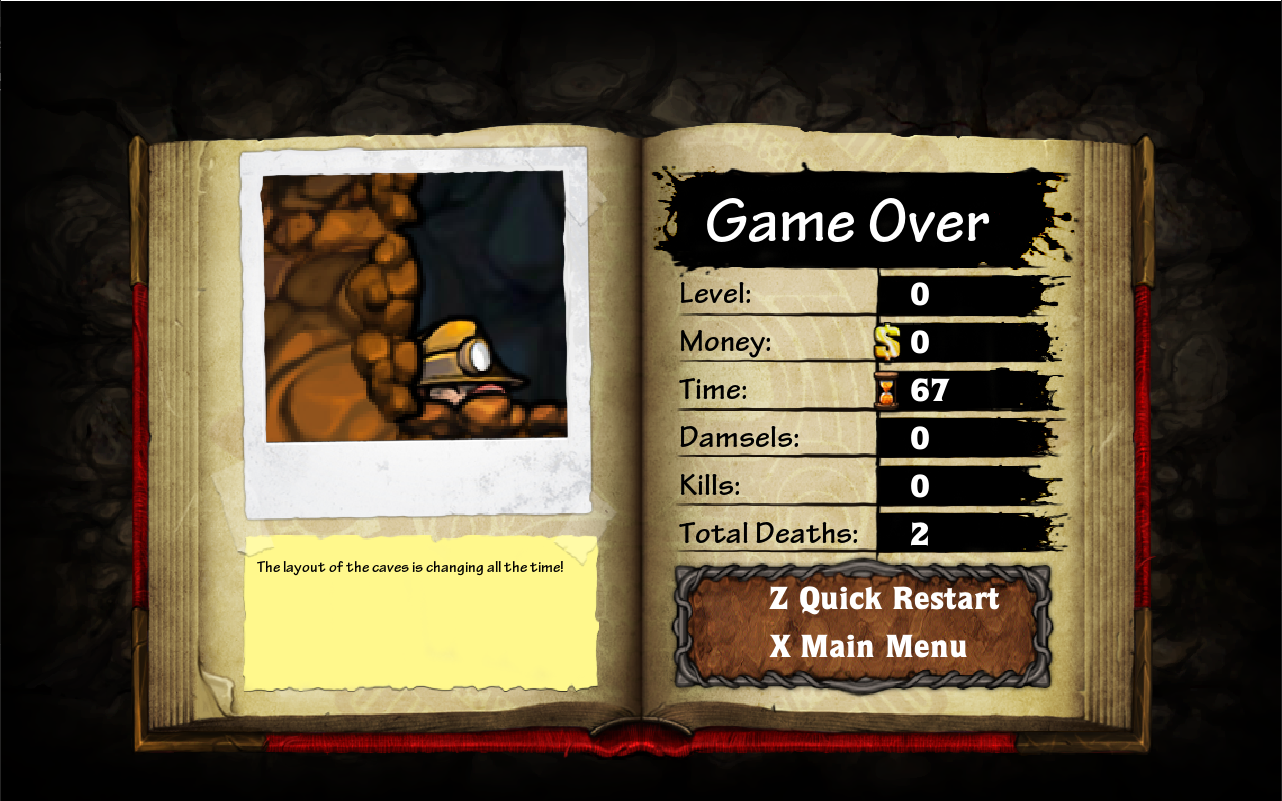 Game Over
Level: 0
Money: $ 0
Time: 67
Damsels: 0
Kills: 0
Total Deaths: 2
The layout of the caves is changing all the time!
Z Quick Restart
X Main Menu